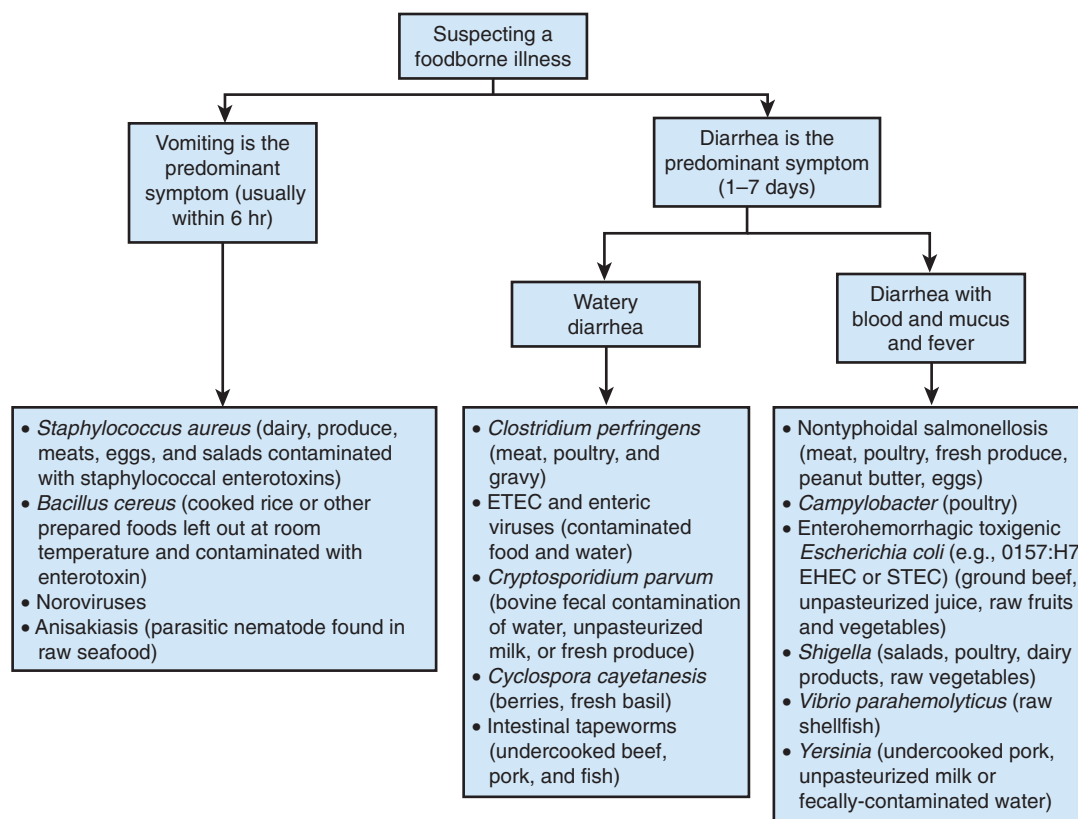 Suspecting a
foodborne illness
Vomiting is the
predominant
symptom (usually
within 6 hr)
Diarrhea is the
predominant symptom
(1–7 days)
Watery
diarrhea
Diarrhea with
blood and mucus
and fever
• Staphylococcus aureus (dairy, produce,
meats, eggs, and salads contaminated
with staphylococcal enterotoxins)
• Bacillus cereus (cooked rice or other
prepared foods left out at room
temperature and contaminated with
enterotoxin)
• Noroviruses
• Anisakiasis (parasitic nematode found in
raw seafood)
• Clostridium perfringens
(meat, poultry, and
gravy)
• ETEC and enteric
viruses (contaminated
food and water)
• Cryptosporidium parvum
(bovine fecal contamination
of water, unpasteurized
milk, or fresh produce)
• Cyclospora cayetanesis
(berries, fresh basil)
• Intestinal tapeworms
(undercooked beef,
pork, and fish)
• Nontyphoidal salmonellosis
(meat, poultry, fresh produce,
peanut butter, eggs)
• Campylobacter (poultry)
• Enterohemorrhagic toxigenic
Escherichia coli (e.g., 0157:H7
EHEC or STEC) (ground beef,
unpasteurized juice, raw fruits
and vegetables)
• Shigella (salads, poultry, dairy
products, raw vegetables)
• Vibrio parahemolyticus (raw
shellfish)
• Yersinia (undercooked pork,
unpasteurized milk or
fecally-contaminated water)